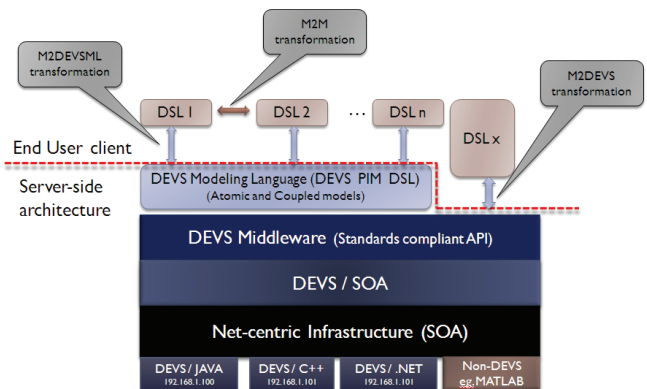 M2M
transformation
M2DEVSML
transformation
M2DEVS
transformation
DSL 1
DSL 2
...
DSL n
DSL x
End User client
Server-side
architecture
DEVS Modeling Language (DEVS PIM DSL)
(Atomic and Coupled models)
DEVS Middleware (Standards compliant API)
DEVS / SOA
Net-centric Infrastructure (SOA)
DEVS / JAVA
192.168.1.100
DEVS / C++
192.168.1.101
DEVS / .NET
192.168.1.101
Non-DEVS
eg, MATLAB